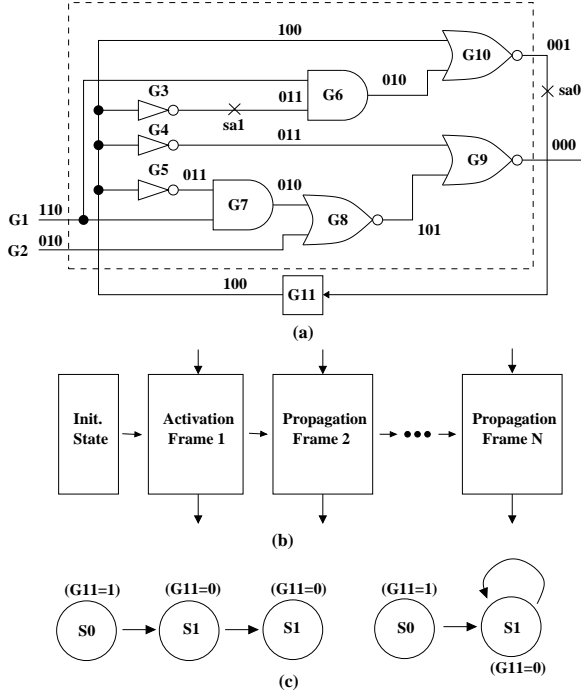 100
G10
001
G3
011
G6
010
sa1
sa0
G4
011
G9
000
G5
011
G7
010
G8
101
G1
110
G2
010
100
G11
(a)
Init.
State
Activation
Frame 1
Propagation
Frame 2
Propagation
Frame N
(b)
(G11=1)
(G11=0)
(G11=0)
(G11=1)
S0
S1
S1
S0
S1
(G11=0)
(c)